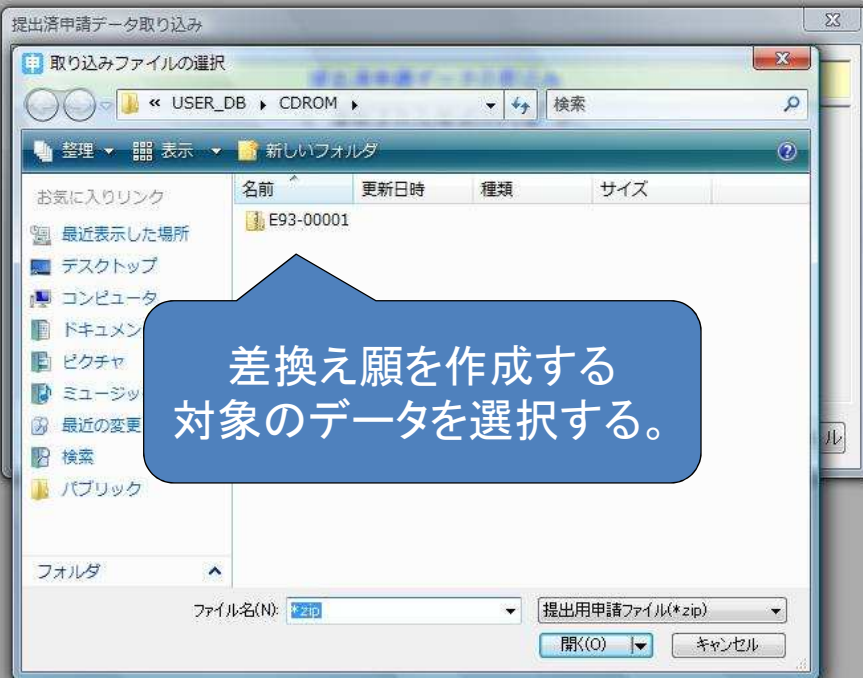 提出済申請データ取り込み
取り込みファイルの選択
« USER_DB ▸ CDROM ▸
検索
整理 表示 新しいフォルダ
お気に入りリンク
名前 更新日時 種類 サイズ
E93-00001
最近表示した場所
デスクトップ
コンピュータ
ドキュメン
ピクチャ
ミュージッ
最近の変更
検索
パブリック
差換え願を作成する
対象のデータを選択する。
ル
フォルダ
ファイル名(N): *zip
提出用申請ファイル(*zip)
開く(O) キャンセル